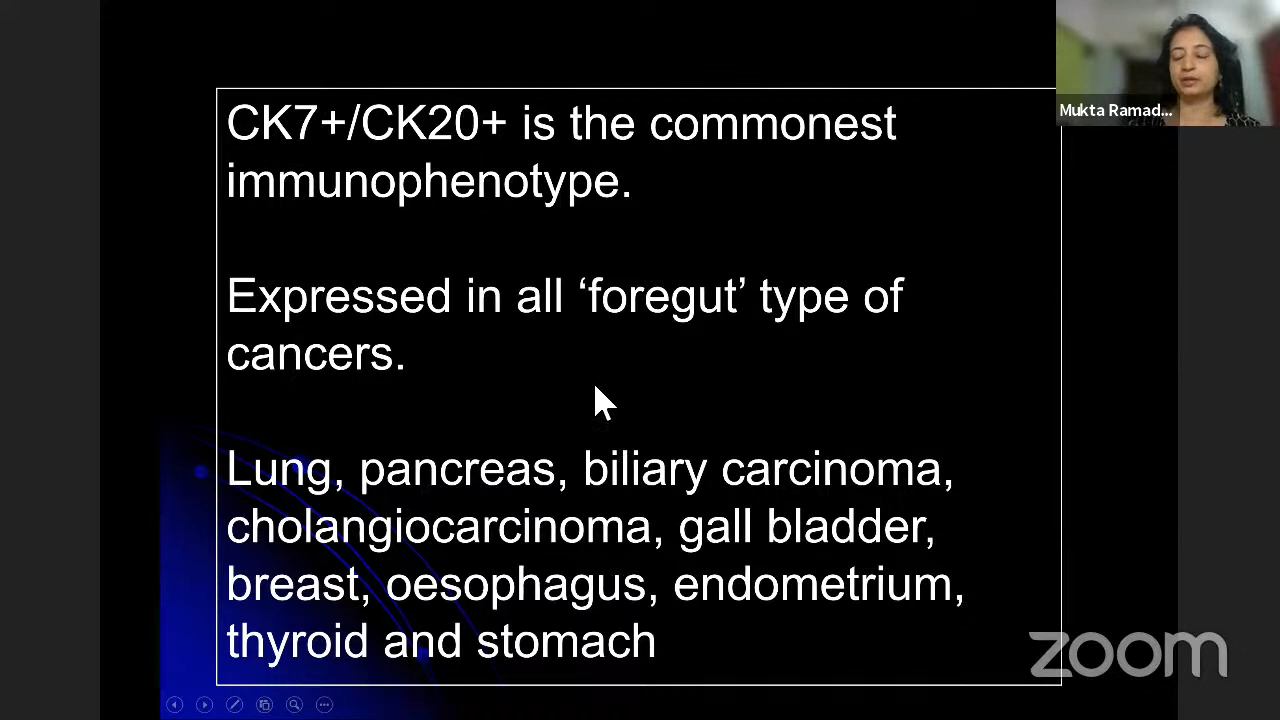 CK7+/CK20+ is the commonest
immunophenotype.
Expressed in all ‘foregut’ type of
cancers.
Lung, pancreas, biliary carcinoma,
cholangiocarcinoma, gall bladder,
breast, oesophagus, endometrium,
thyroid and stomach
Mukta Ramad...
zoom